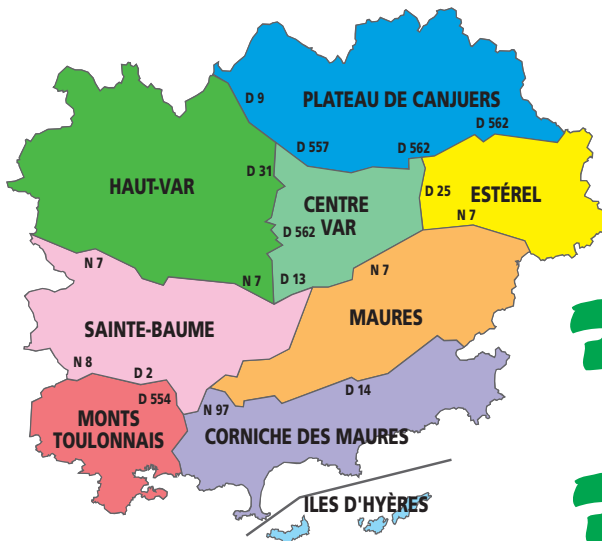 D 9
PLATEAU DE CANJUERS
D 562
D 557
D 562
D 31
HAUT-VAR
CENTRE
VAR
D 25
ESTÉREL
N 7
D 562
N 7
N 7
D 13
N 7
SAINTE-BAUME
MAURES
N 8
D 2
D 554
D 14
N 97
MONTS
TOULONNAIS
CORNICHE DES MAURES
ILES D'HYÈRES